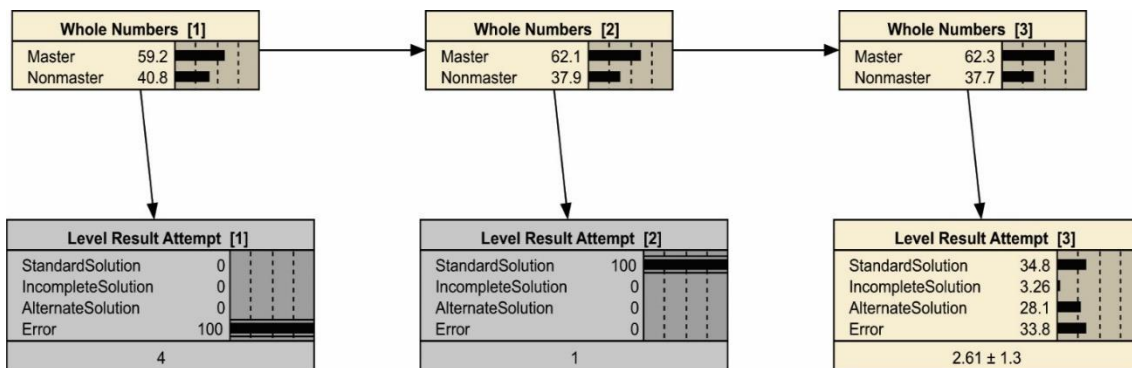 Whole Numbers [1]
Master 59.2
Nonmaster 40.8
Whole Numbers [2]
Master 62.1
Nonmaster 37.9
Whole Numbers [3]
Master 62.3
Nonmaster 37.7
Level Result Attempt [1]
StandardSolution 0
IncompleteSolution 0
AlternateSolution 0
Error 100
4
Level Result Attempt [2]
StandardSolution 100
IncompleteSolution 0
AlternateSolution 0
Error 0
1
Level Result Attempt [3]
StandardSolution 34.8
IncompleteSolution 3.26
AlternateSolution 28.1
Error 33.8
2.61 ± 1.3